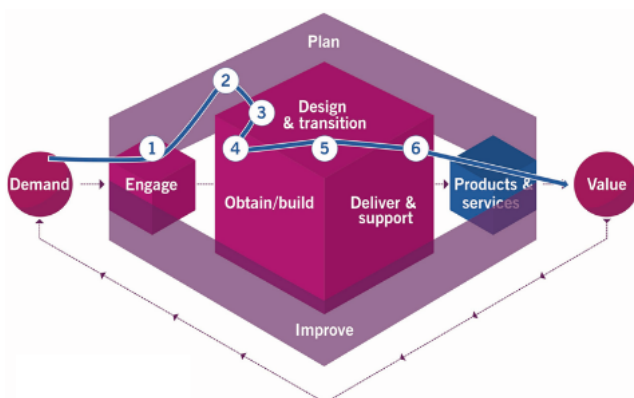 Plan
2
3
Design
& transition
1
4
5
6
Demand
Engage
Obtain/build
Deliver &
support
Products &
services
Value
Improve